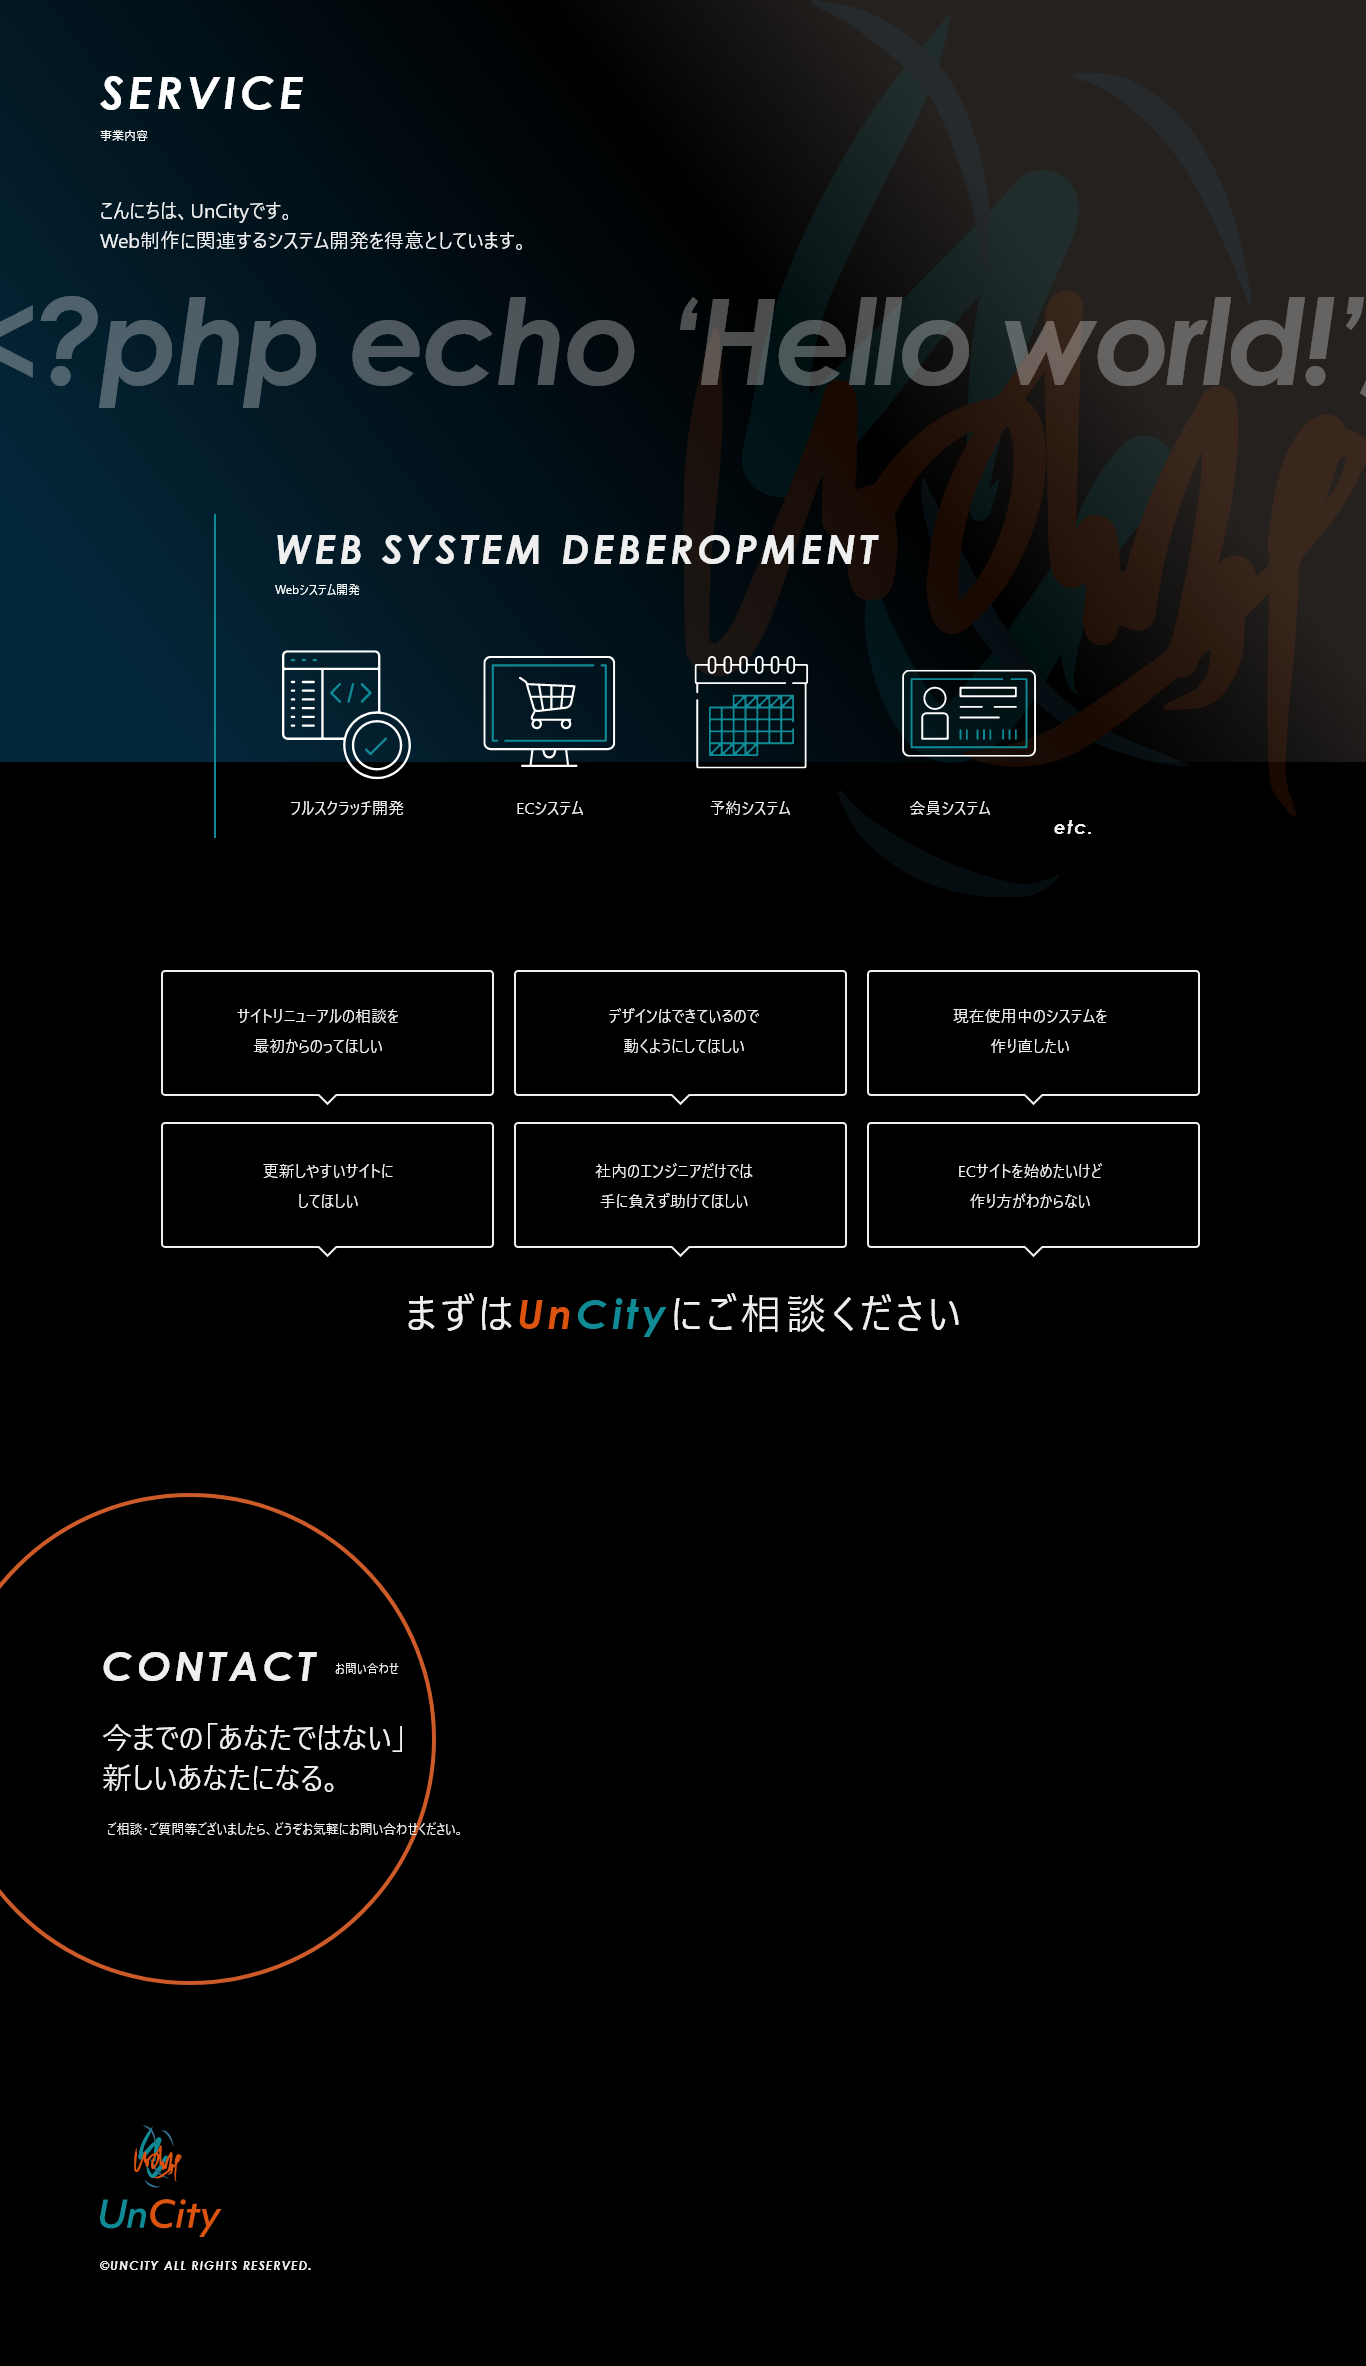 SERVICE
事業内容
こんにちは、UnCityです。
Web制作に関連するシステム開発を得意としています。
<?php echo ‘Hello world!’
WEB SYSTEM DEBEROPMENT
Webシステム開発
フルスクラッチ開発
ECシステム
予約システム
会員システム
etc.
サイトリニューアルの相談を
最初からのってほしい
デザインはできているので
動くようにしてほしい
現在使用中のシステムを
作り直したい
更新しやすいサイトに
してほしい
社内のエンジニアだけでは
手に負えず助けてほしい
ECサイトを始めたいけど
作り方がわからない
まずはUnCityにご相談ください
CONTACT お問い合わせ
今までの「あなたではない」
新しいあなたになる。
ご相談・ご質問等ございましたら、どうぞお気軽にお問い合わせください。
UnCity
©UNCITY ALL RIGHTS RESERVED.